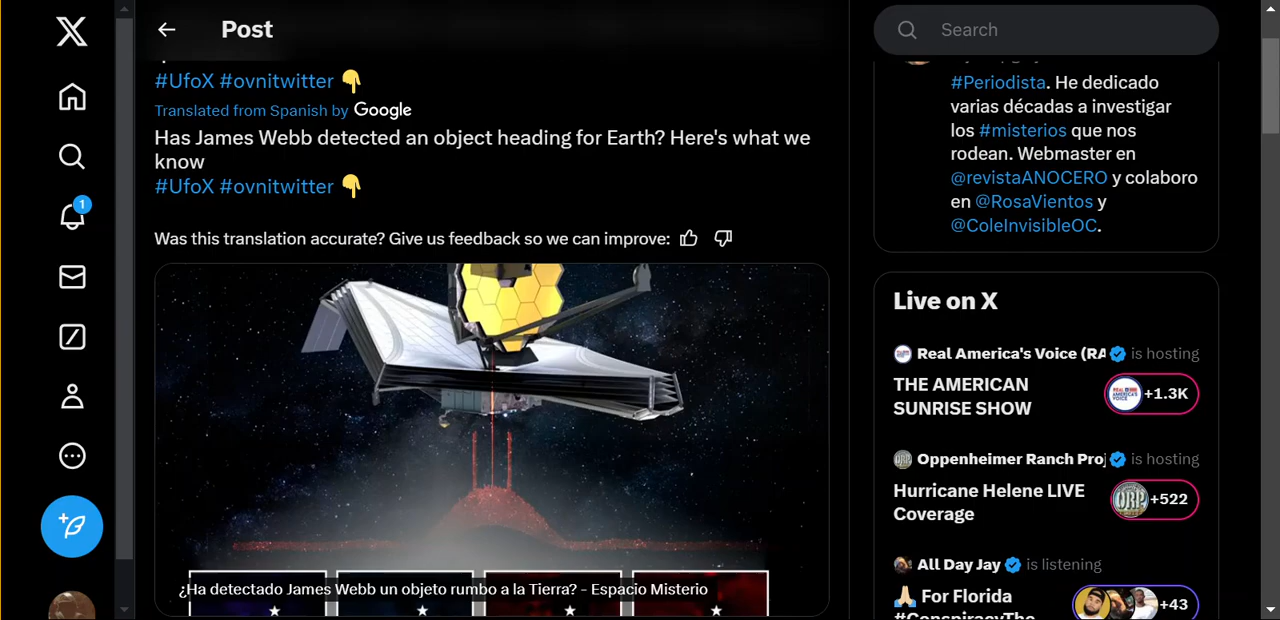 Post
#UfoX #ovnitwitter 👇
Translated from Spanish by Google
Has James Webb detected an object heading for Earth? Here's what we
know
#UfoX #ovnitwitter 👇
Was this translation accurate? Give us feedback so we can improve:
¿Ha detectado James Webb un objeto rumbo a la Tierra? - Espacio Misterio
1
Search
#Periodista. He dedicado
varias décadas a investigar
los #misterios que nos
rodean. Webmaster en
@revistaANOCERO y colaboro
en @RosaVientos y
@ColeInvisibleOC.
Live on X
Real America's Voice (RA is hosting
THE AMERICAN
SUNRISE SHOW
+1.3K
Oppenheimer Ranch Proj is hosting
Hurricane Helene LIVE
Coverage
ORP
+522
All Day Jay is listening
🙏🏼 For Florida
#ConspiracyThe
+43